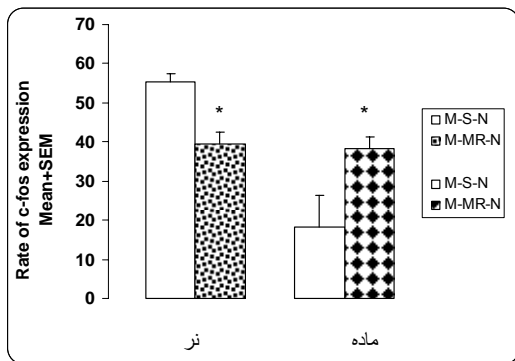 Rate of c-fos expression
Mean+SEM
70
60
50
40
30
20
10
0
*
*
نر
ماده
M-S-N
M-MR-N
M-S-N
M-MR-N